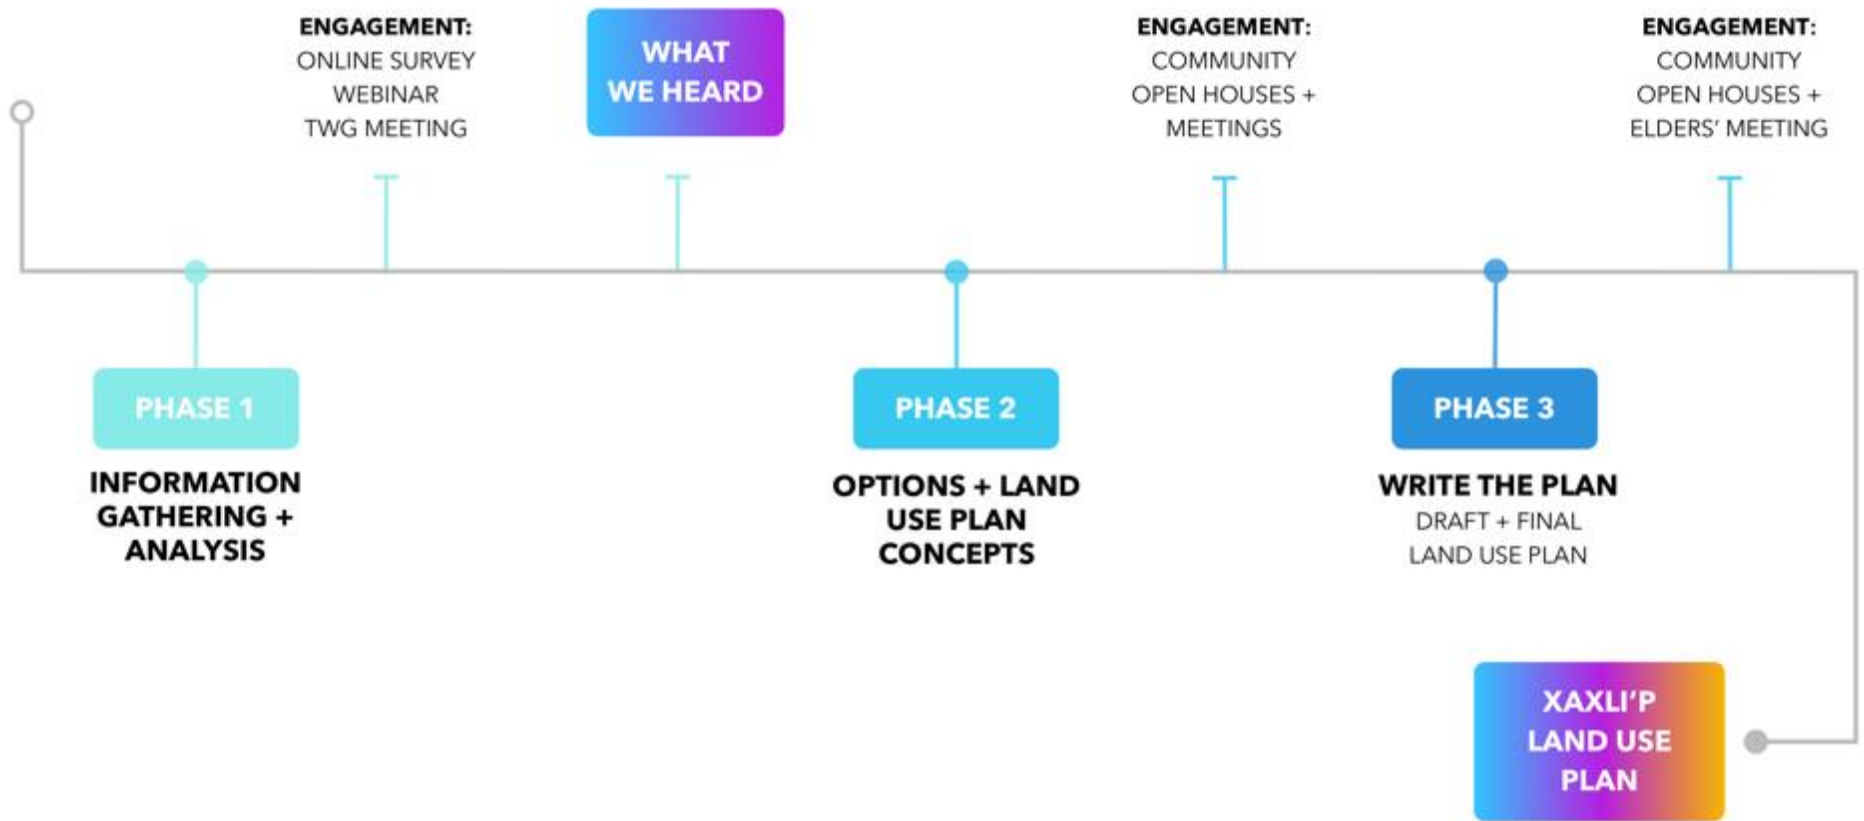 ENGAGEMENT:
ONLINE SURVEY
WEBINAR
TWG MEETING
WHAT
WE HEARD
ENGAGEMENT:
COMMUNITY
OPEN HOUSES +
MEETINGS
ENGAGEMENT:
COMMUNITY
OPEN HOUSES +
ELDERS’ MEETING
PHASE 1
INFORMATION
GATHERING +
ANALYSIS
PHASE 2
OPTIONS + LAND
USE PLAN
CONCEPTS
PHASE 3
WRITE THE PLAN
DRAFT + FINAL
LAND USE PLAN
XAXLI’P
LAND USE
PLAN